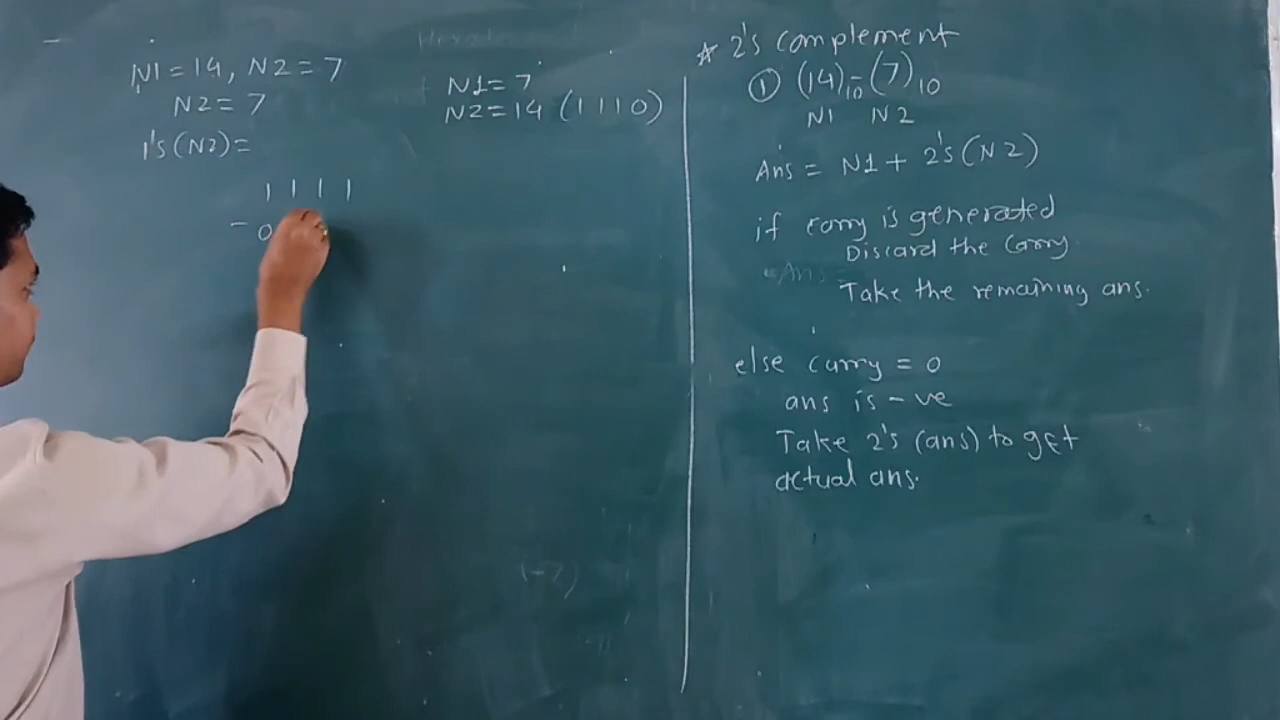 N1 = 14, N2 = 7
N2 = 7
1's (N2) =
1 1 1 1
- 0
N1 = 7
N2 = 14 (1 1 1 0)
(-7)
* 2's complement
① (14)10 - (7)10
N1 N2
Ans = N1 + 2's (N2)
if carry is generated
Discard the carry.
Ans =
Take the remaining ans.
else carry = 0
ans is -ve
Take 2's (ans) to get
actual ans.